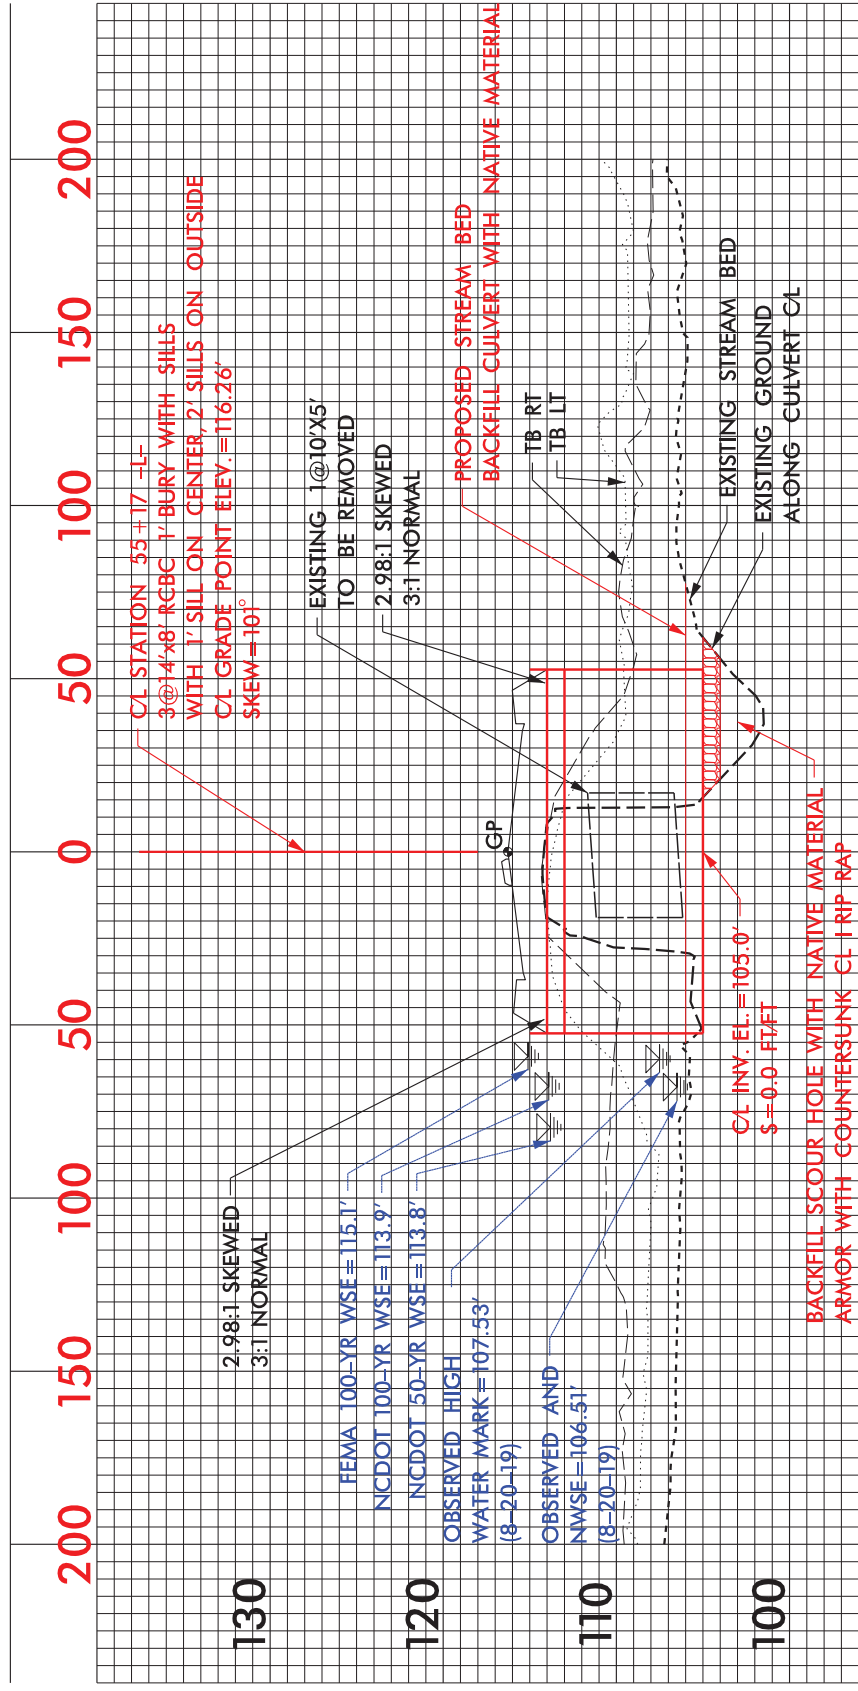 200
150
100
50
0
50
100
150
200
130
120
110
100
C/L STATION 55+17 -L-
3@14'x8' RCBC 1' BURY WITH SILLS
WITH 1' SILL ON CENTER, 2' SILLS ON OUTSIDE
C/L GRADE POINT ELEV.=116.26'
SKEW=101°
EXISTING 1@10'X5'
TO BE REMOVED
2.98:1 SKEWED
3:1 NORMAL
PROPOSED STREAM BED
BACKFILL CULVERT WITH NATIVE MATERIAL
TB RT
TB LT
EXISTING STREAM BED
EXISTING GROUND
ALONG CULVERT C/L
GP
2.98:1 SKEWED
3:1 NORMAL
FEMA 100-YR WSE=115.1'
NCDOT 100-YR WSE=113.9'
NCDOT 50-YR WSE=113.8'
OBSERVED HIGH
WATER MARK=107.53'
(8-20-19)
OBSERVED AND
NWSE=106.51'
(8-20-19)
C/L INV. EL.=105.0'
S=0.0 FT/FT
BACKFILL SCOUR HOLE WITH NATIVE MATERIAL
ARMOR WITH COUNTERSUNK CL I RIP RAP